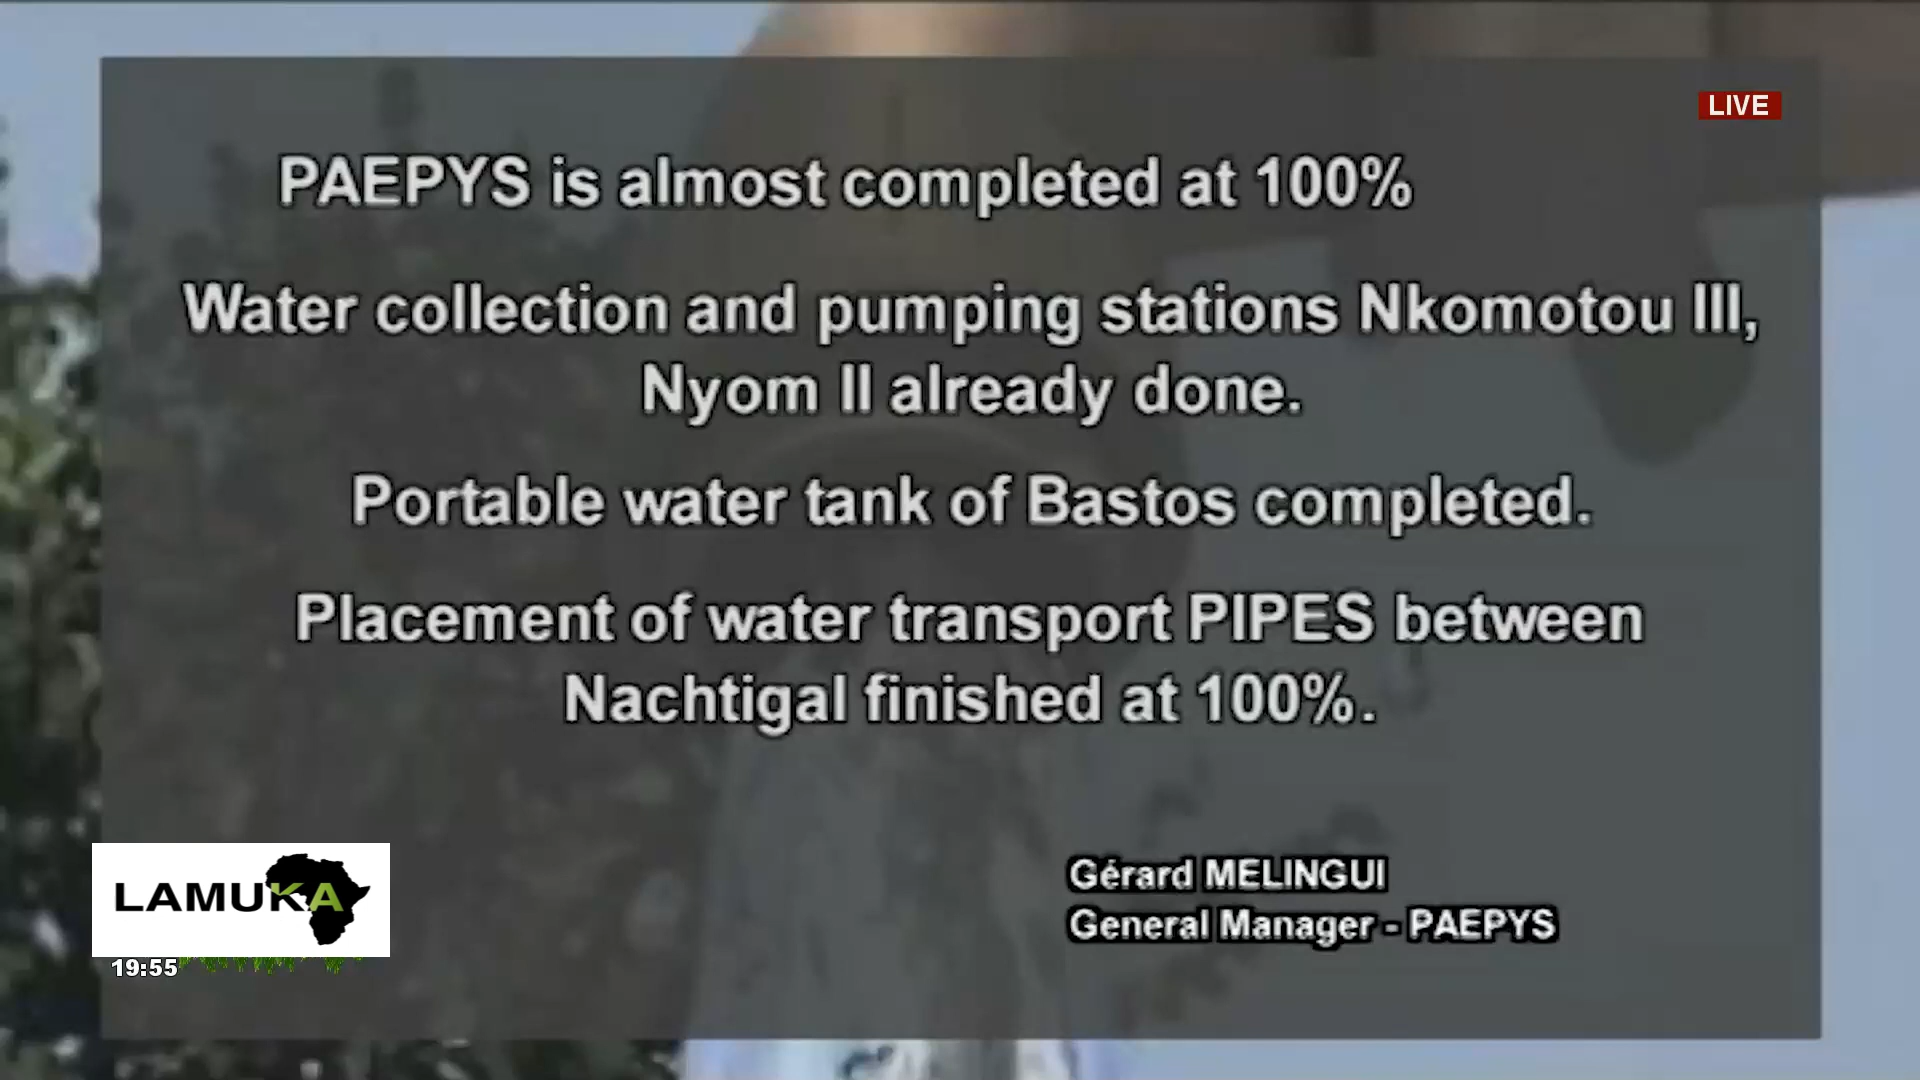 LIVE
PAEPYS is almost completed at 100%
Water collection and pumping stations Nkomotou III,
Nyom II already done.
Portable water tank of Bastos completed.
Placement of water transport PIPES between
Nachtigal finished at 100%.
Gérard MELINGUI
General Manager - PAEPYS
LAMUKA
19:55